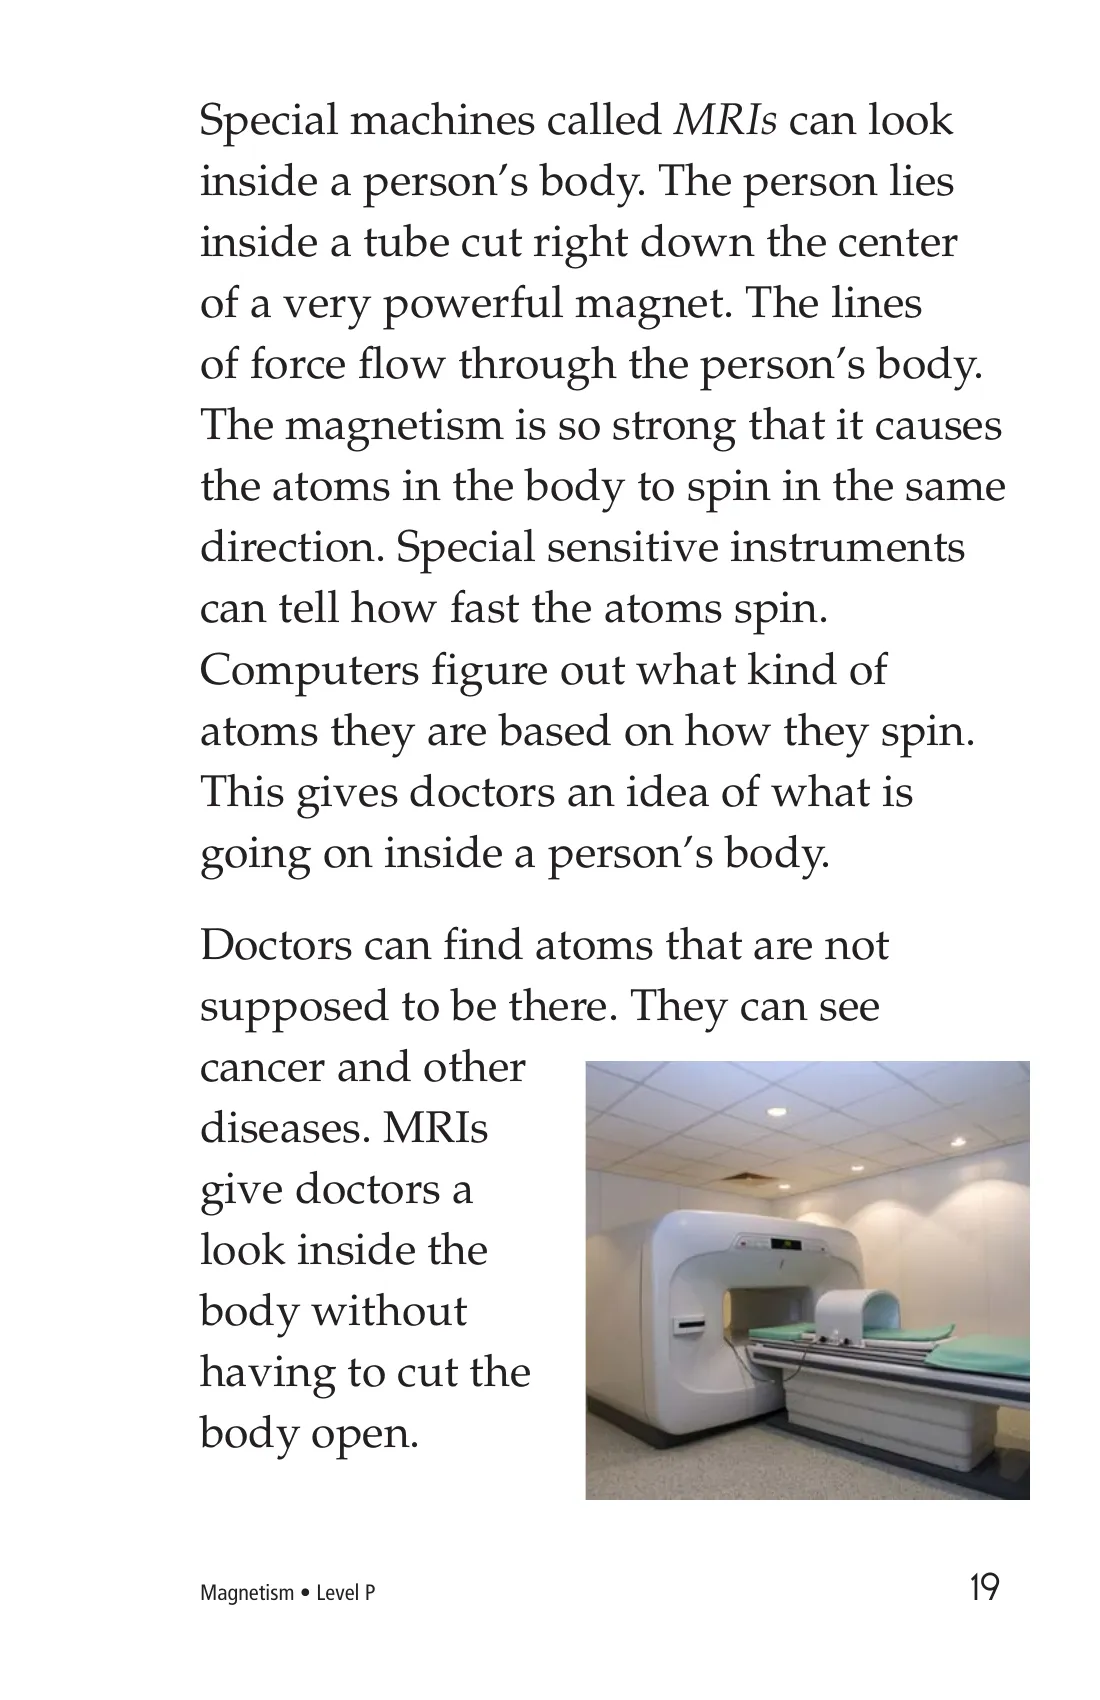 Special machines called MRIs can look
inside a person’s body. The person lies
inside a tube cut right down the center
of a very powerful magnet. The lines
of force flow through the person’s body.
The magnetism is so strong that it causes
the atoms in the body to spin in the same
direction. Special sensitive instruments
can tell how fast the atoms spin.
Computers figure out what kind of
atoms they are based on how they spin.
This gives doctors an idea of what is
going on inside a person’s body.
Doctors can find atoms that are not
supposed to be there. They can see
cancer and other
diseases. MRIs
give doctors a
look inside the
body without
having to cut the
body open.
Magnetism • Level P
19